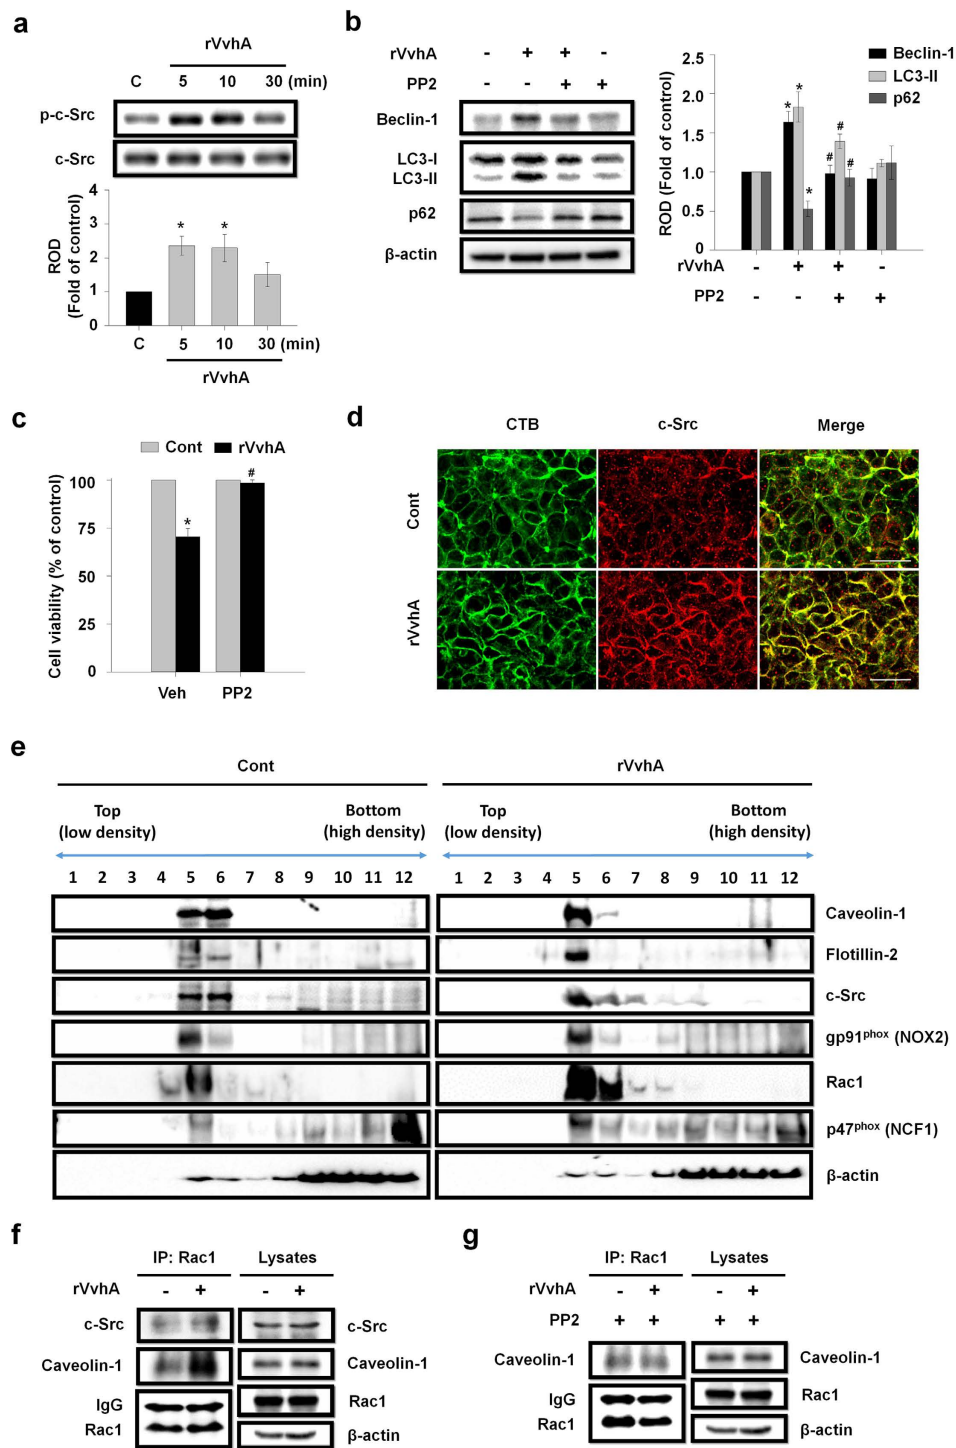 a
rVvhA
C 5 10 30 (min)
p-c-Src
c-Src
ROD
(Fold of control)
4
3
2
1
0
* *
C 5 10 30 (min)
rVvhA
b
rVvhA - + + -
PP2 - - + +
Beclin-1
LC3-I
LC3-II
p62
β-actin
Beclin-1
LC3-II
p62
ROD (Fold of control)
2.5
2.0
1.5
1.0
0.5
0.0
* * * # # #
rVvhA - + + -
PP2 - - + +
c
Cont rVvhA
Cell viability (% of control)
100
75
50
25
0
* #
Veh PP2
d
CTB c-Src Merge
Cont
rVvhA
e
Cont rVvhA
Top Bottom Top Bottom
(low density) (high density) (low density) (high density)
1 2 3 4 5 6 7 8 9 10 11 12 1 2 3 4 5 6 7 8 9 10 11 12
Caveolin-1
Flotillin-2
c-Src
gp91phox (NOX2)
Rac1
p47phox (NCF1)
β-actin
f
IP: Rac1 Lysates
rVvhA - + - +
c-Src c-Src
Caveolin-1 Caveolin-1
IgG Rac1
Rac1 β-actin
g
IP: Rac1 Lysates
rVvhA - + - +
PP2 + + + +
Caveolin-1 Caveolin-1
IgG Rac1
Rac1 β-actin